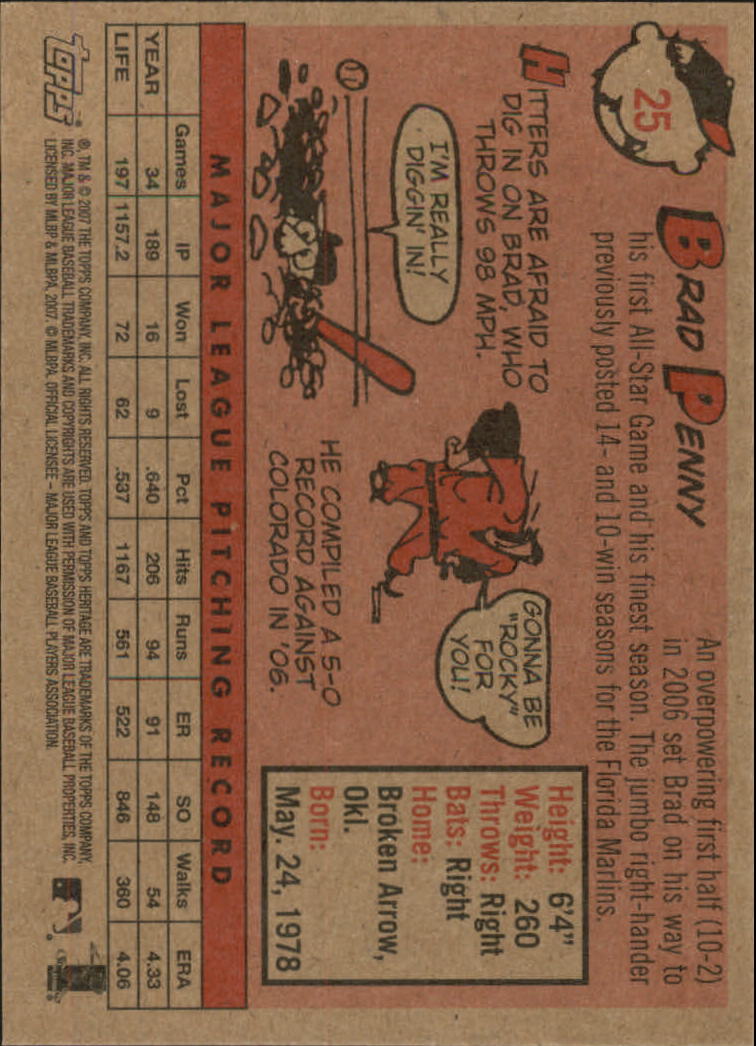 25
BRAD PENNY
An overpowering first half (10-2)
in 2006 set Brad on his way to
his first All-Star Game and his finest season. The jumbo right-hander
previously posted 14- and 10-win seasons for the Florida Marlins.
HITTERS ARE AFRAID TO
DIG IN ON BRAD, WHO
THROWS 98 MPH.
I'M REALLY
DIGGIN' IN!
GONNA BE
"ROCKY"
FOR
YOU!
HE COMPILED A 5-0
RECORD AGAINST
COLORADO IN '06.
Height: 6'4"
Weight: 260
Throws: Right
Bats: Right
Home:
Broken Arrow,
Okl.
Born:
May. 24, 1978
MAJOR LEAGUE PITCHING RECORD
Games IP Won Lost Pct Hits Runs ER SO Walks ERA
YEAR 34 189 16 9 .640 206 94 91 148 54 4.33
LIFE 197 1157.2 72 62 .537 1167 561 522 846 360 4.06
topps®
®, TM & © 2007 THE TOPPS COMPANY, INC. ALL RIGHTS RESERVED. TOPPS AND TOPPS HERITAGE ARE TRADEMARKS OF THE TOPPS COMPANY,
INC. MAJOR LEAGUE BASEBALL TRADEMARKS AND COPYRIGHTS ARE USED WITH PERMISSION OF MAJOR LEAGUE BASEBALL PROPERTIES, INC.
LICENSED BY MLBP & MLBPA, 2007. © MLBPA. OFFICIAL LICENSEE – MAJOR LEAGUE BASEBALL PLAYERS ASSOCIATION.